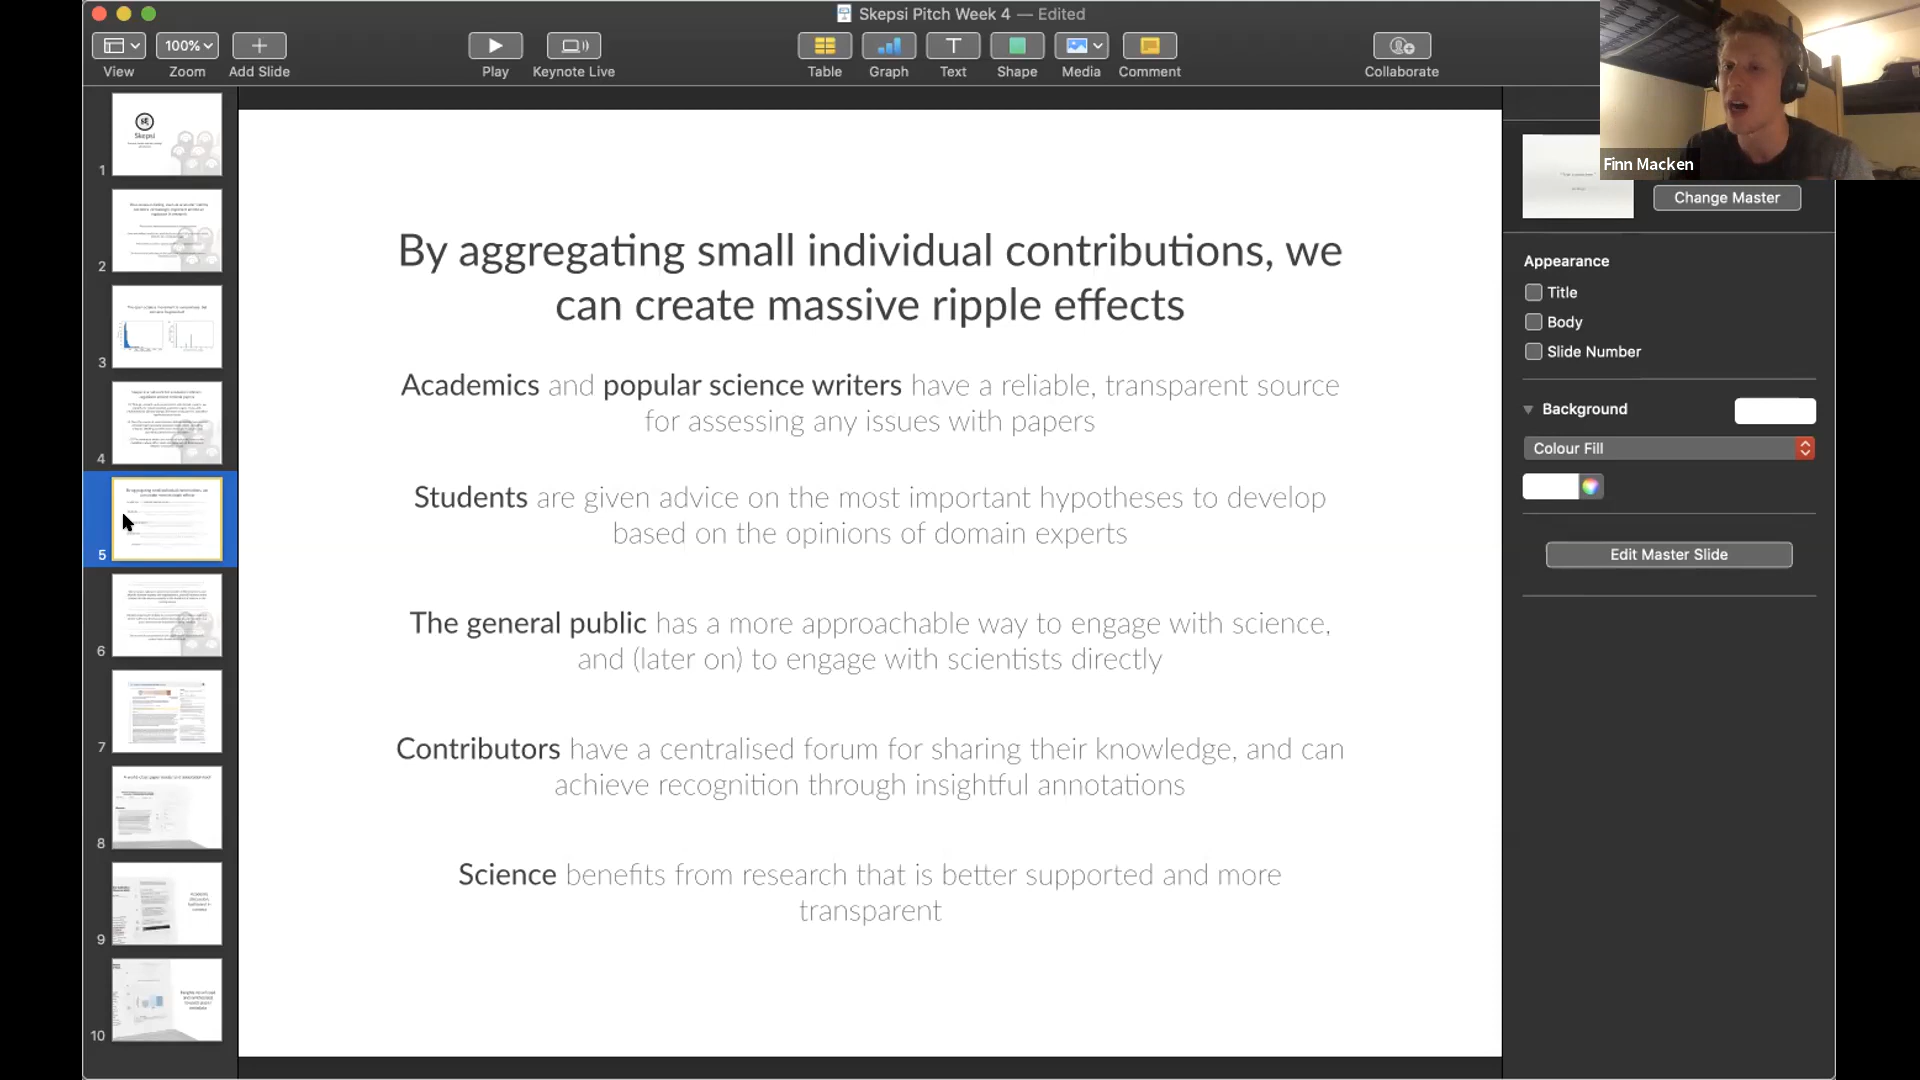 Skepsi Pitch Week 4 — Edited
100%
View
Zoom
Add Slide
Play
Keynote Live
Table
Graph
Text
Shape
Media
Comment
Collaborate
Finn Macken
Skepsi
1
2
3
4
5
6
7
8
9
10
By aggregating small individual contributions, we
can create massive ripple effects
Academics and popular science writers have a reliable, transparent source
for assessing any issues with papers
Students are given advice on the most important hypotheses to develop
based on the opinions of domain experts
The general public has a more approachable way to engage with science,
and (later on) to engage with scientists directly
Contributors have a centralised forum for sharing their knowledge, and can
achieve recognition through insightful annotations
Science benefits from research that is better supported and more
transparent
Change Master
Appearance
Title
Body
Slide Number
Background
Colour Fill
Edit Master Slide